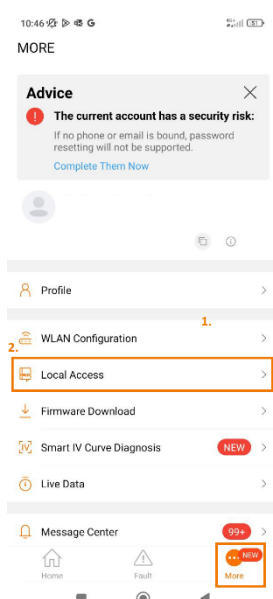 10:46
MORE
Advice
The current account has a security risk:
If no phone or email is bound, password
resetting will not be supported.
Complete Them Now
Profile
1.
WLAN Configuration
2.
Local Access
Firmware Download
Smart IV Curve Diagnosis NEW
Live Data
Message Center 99+
NEW
Home Fault More